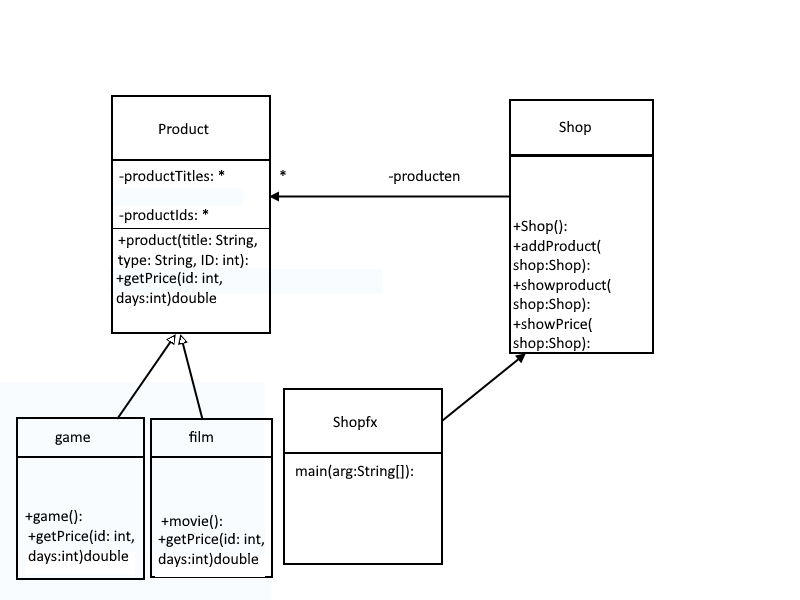 Product
-productTitles: *
-productIds: *
+product(title: String,
type: String, ID: int):
+getPrice(id: int,
days:int)double
*
-producten
Shop
+Shop():
+addProduct(
shop:Shop):
+showproduct(
shop:Shop):
+showPrice(
shop:Shop):
game
+game():
+getPrice(id: int,
days:int)double
film
+movie():
+getPrice(id: int,
days:int)double
Shopfx
main(arg:String[]):